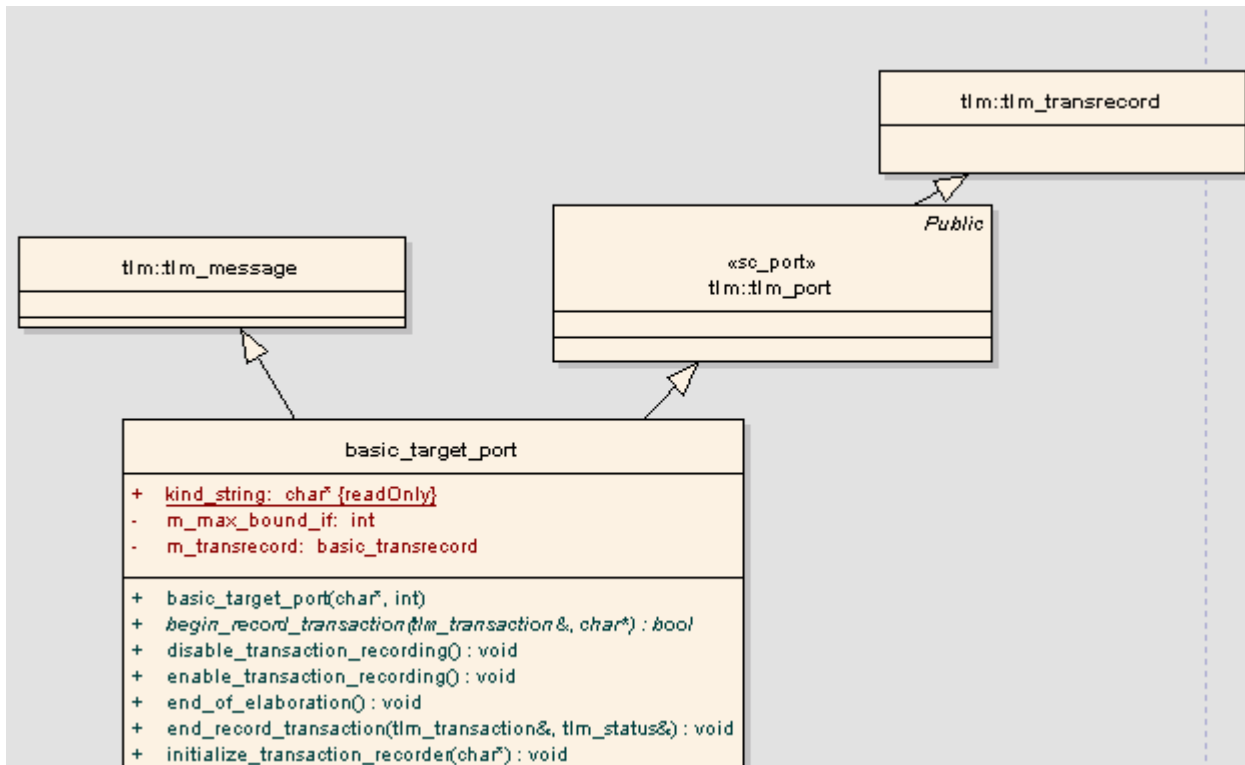 tlm::tlm_transrecord
Public
«sc_port»
tlm::tlm_port
tlm::tlm_message
basic_target_port
+ kind_string: char* {readOnly}
- m_max_bound_if: int
- m_transrecord: basic_transrecord
+ basic_target_port(char*, int)
+ begin_record_transaction(tlm_transaction&, char*) : bool
+ disable_transaction_recording() : void
+ enable_transaction_recording() : void
+ end_of_elaboration() : void
+ end_record_transaction(tlm_transaction&, tlm_status&) : void
+ initialize_transaction_recorder(char*) : void